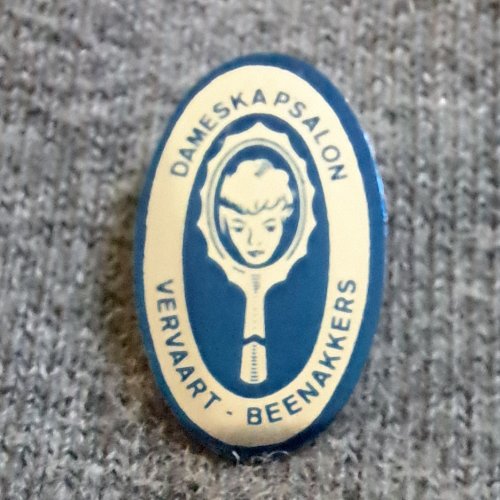 DAMESKAPSALON
VERVAART - BEENAKKERS